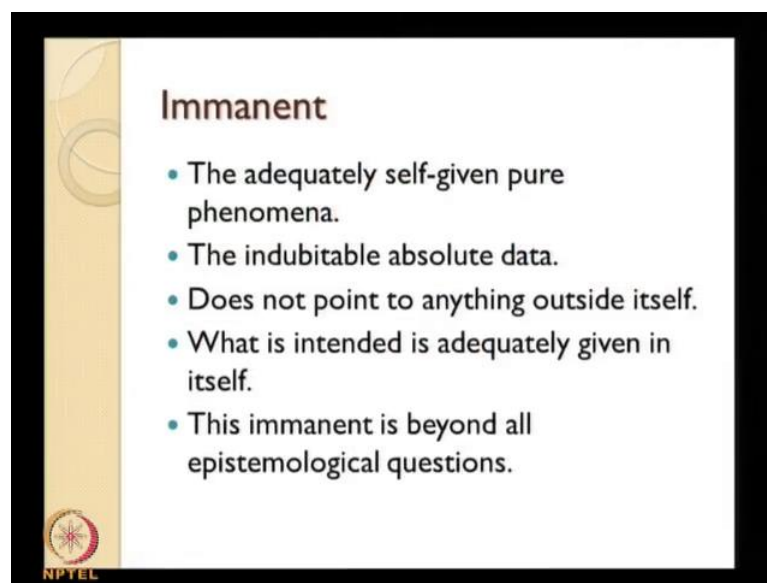 Immanent
• The adequately self-given pure
phenomena.
• The indubitable absolute data.
• Does not point to anything outside itself.
• What is intended is adequately given in
itself.
• This immanent is beyond all
epistemological questions.
NPTEL